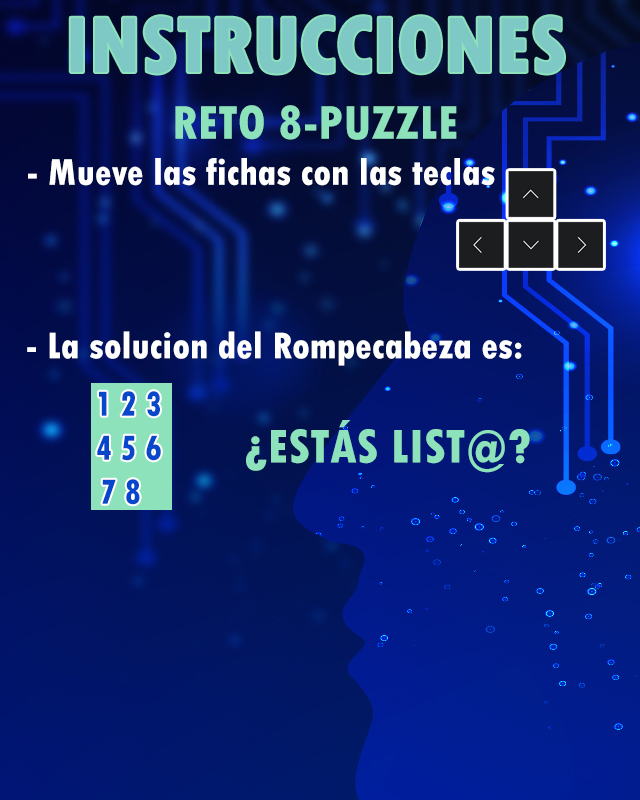 INSTRUCCIONES
RETO 8-PUZZLE
- Mueve las fichas con las teclas
- La solucion del Rompecabeza es:
1 2 3
4 5 6
7 8
¿ESTÁS LIST@?